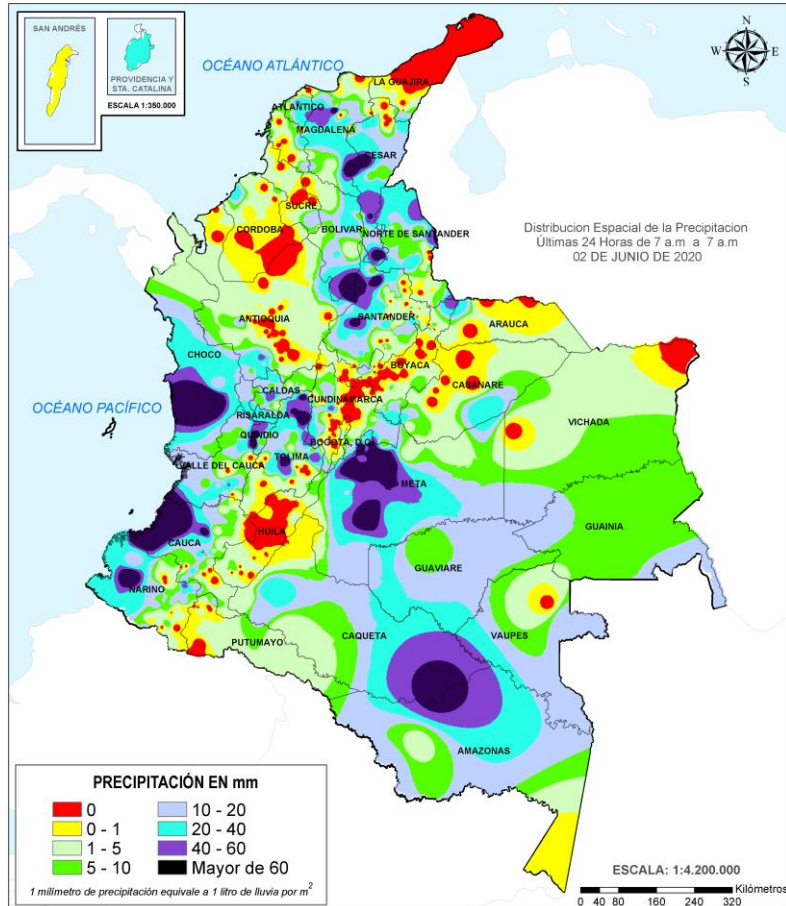 SAN ANDRÉS
PROVIDENCIA Y
STA. CATALINA
ESCALA 1:350.000
N
W
E
S
OCÉANO ATLÁNTICO
LA GUAJIRA
ATLANTICO
MAGDALENA
CESAR
SUCRE
CORDOBA
BOLIVAR
NORTE DE SANTANDER
Distribucion Espacial de la Precipitacion
Últimas 24 Horas de 7 a.m a 7 a.m
02 DE JUNIO DE 2020
ANTIOQUIA
SANTANDER
ARAUCA
CHOCO
BOYACA
CASANARE
CALDAS
CUNDINAMARCA
OCÉANO PACÍFICO
RISARALDA
VICHADA
QUINDIO
BOGOTA, D.C.
TOLIMA
VALLE DEL CAUCA
META
GUAINIA
HUILA
CAUCA
GUAVIARE
NARIÑO
VAUPES
CAQUETA
PUTUMAYO
AMAZONAS
PRECIPITACIÓN EN mm
0
10 - 20
0 - 1
20 - 40
1 - 5
40 - 60
5 - 10
Mayor de 60
1 milímetro de precipitación equivale a 1 litro de lluvia por m²
ESCALA: 1:4.200.000
Kilómetros
0 40 80 160 240 320